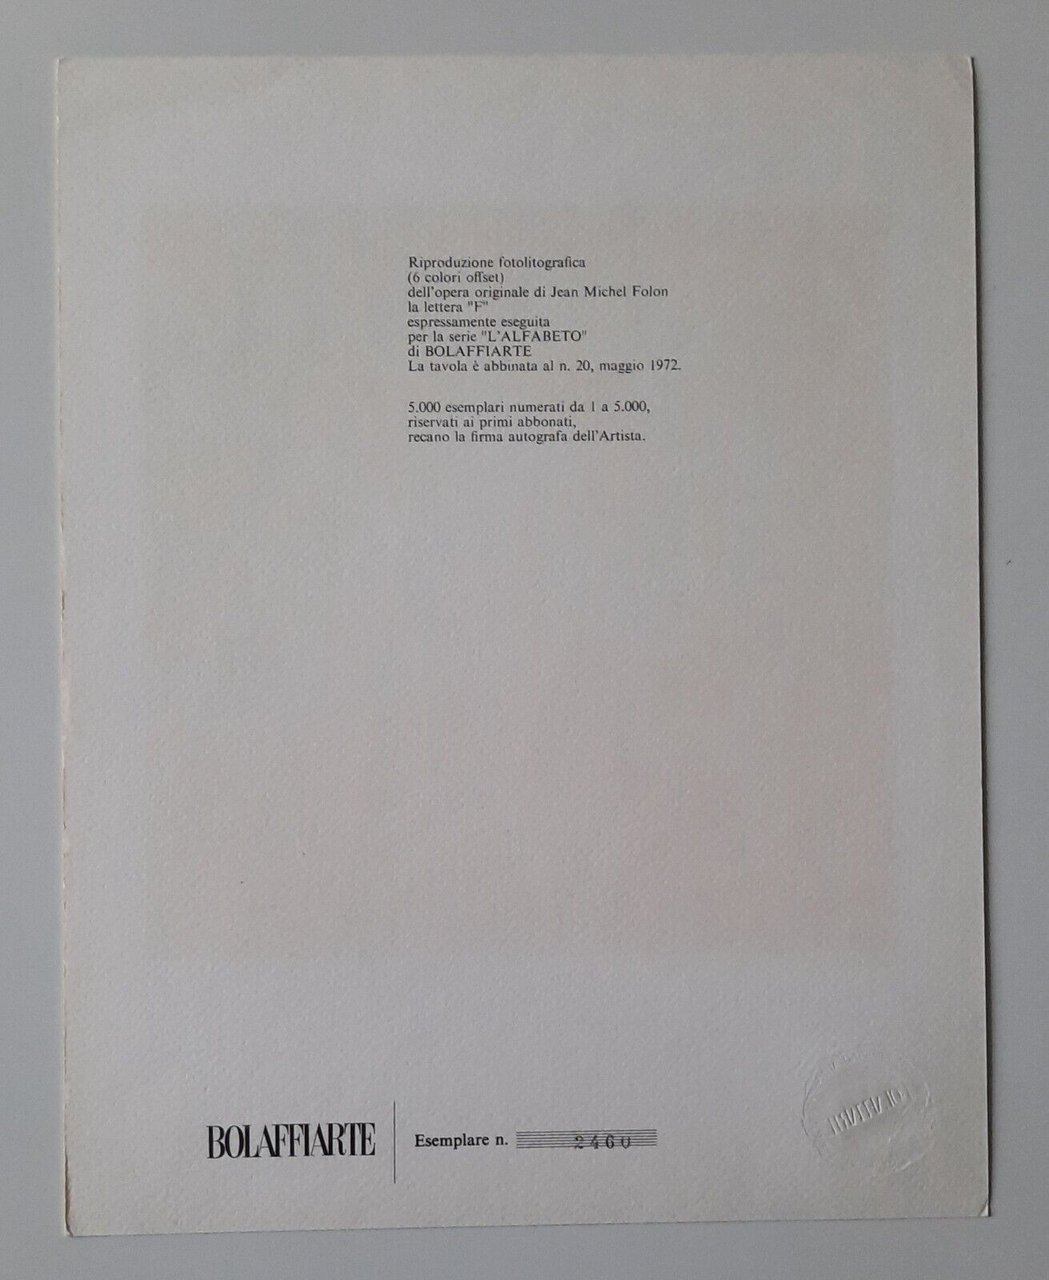 Riproduzione fotolitografica
(6 colori offset)
dell'opera originale di Jean Michel Folon
la lettera "F"
espressamente eseguita
per la serie "L'ALFABETO"
di BOLAFFIARTE
La tavola è abbinata al n. 20, maggio 1972.
5.000 esemplari numerati da 1 a 5.000,
riservati ai primi abbonati,
recano la firma autografa dell'Artista.
BOLAFFIARTE
Esemplare n. 2460